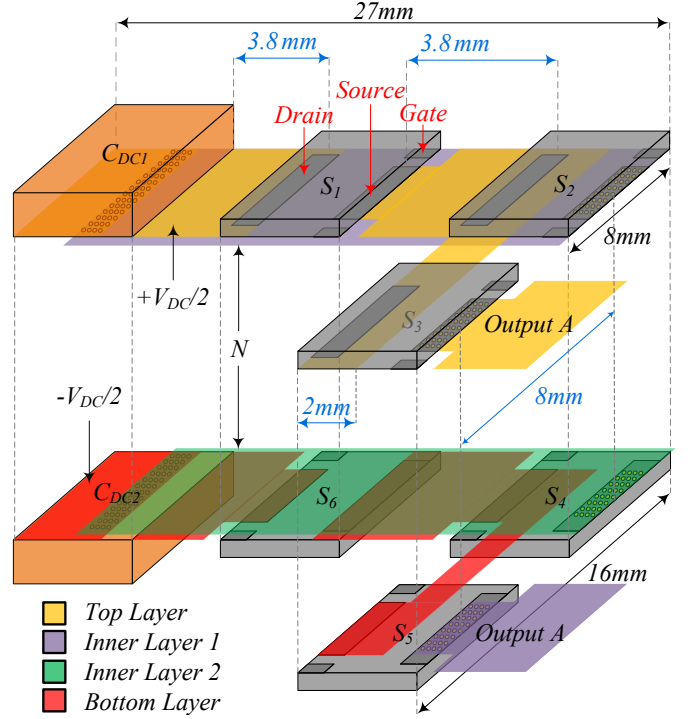 27mm
3.8mm
3.8mm
Source
Drain
Gate
C_DC1
S_1
S_2
8mm
+V_DC/2
S_3
Output A
N
-V_DC/2
2mm
8mm
C_DC2
S_6
S_4
16mm
S_5
Output A
Top Layer
Inner Layer 1
Inner Layer 2
Bottom Layer